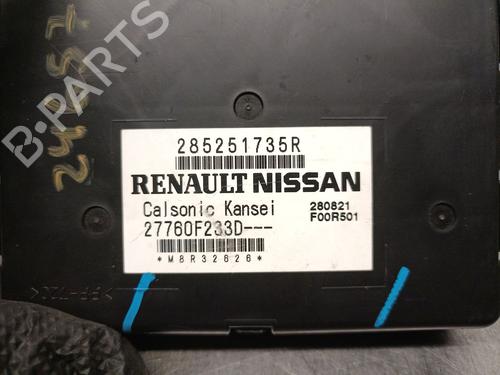 285251735R
RENAULT NISSAN
Calsonic Kansei 280821
27760F233D--- F00R501
*M8R32626*
B-PARTS